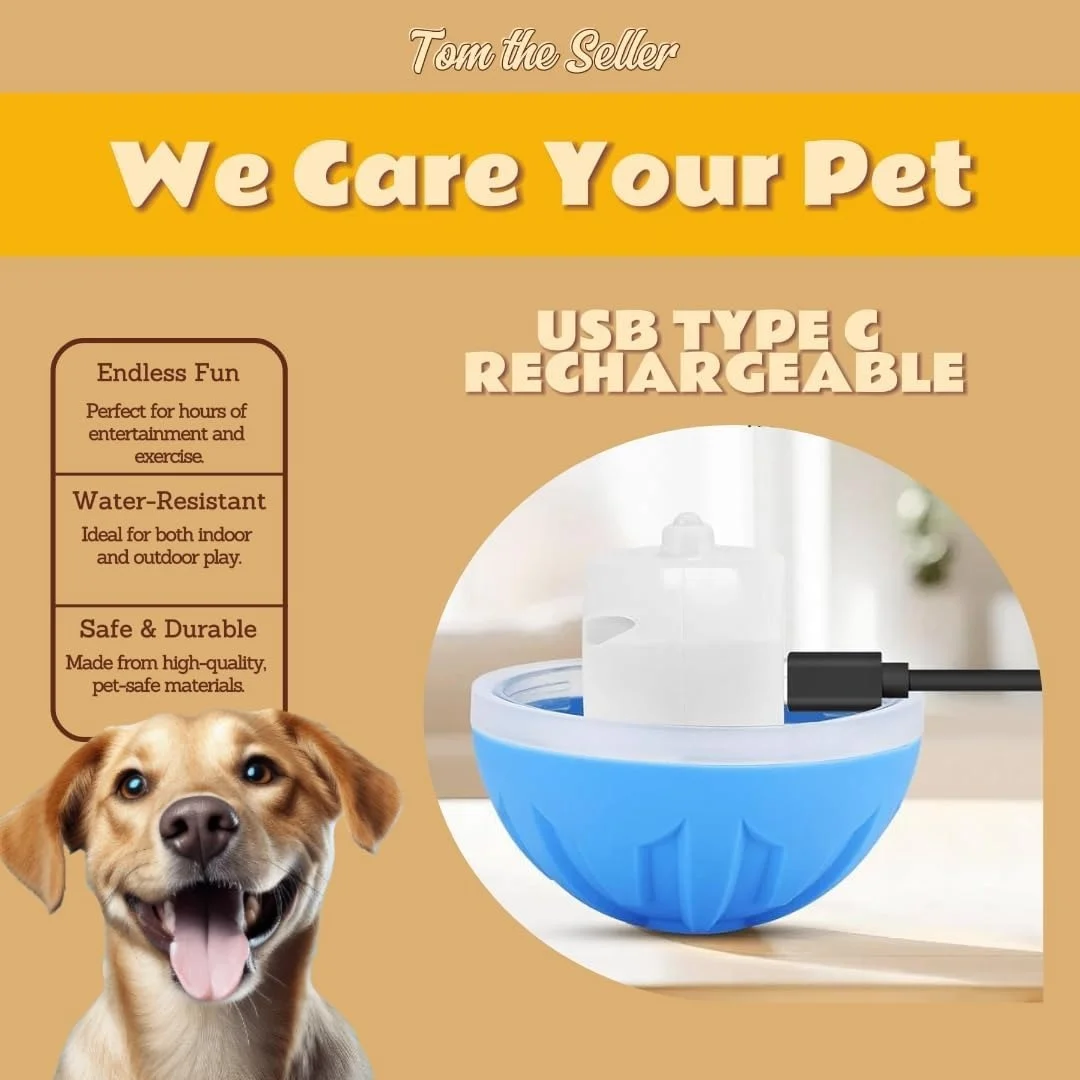 Tom the Seller
We Care Your Pet
USB TYPE C
RECHARGEABLE
Endless Fun
Perfect for hours of
entertainment and
exercise.
Water-Resistant
Ideal for both indoor
and outdoor play.
Safe & Durable
Made from high-quality,
pet-safe materials.